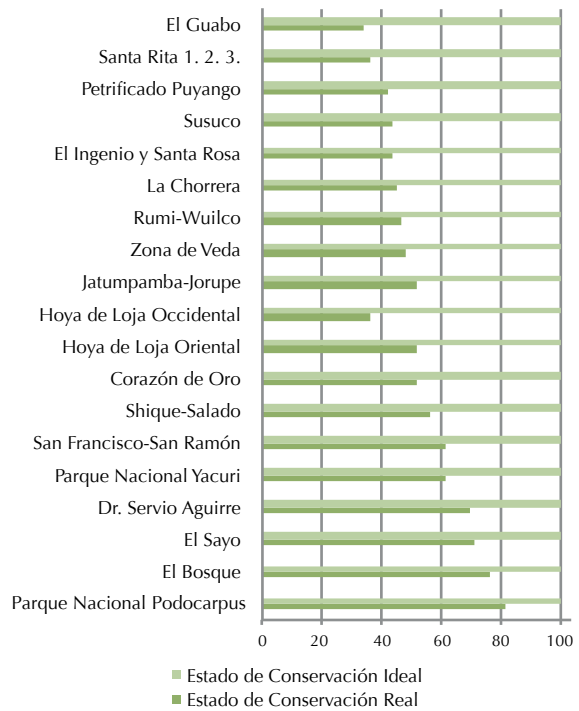 El Guabo
Santa Rita 1. 2. 3.
Petrificado Puyango
Susuco
El Ingenio y Santa Rosa
La Chorrera
Rumi-Wuilco
Zona de Veda
Jatumpamba-Jorupe
Hoya de Loja Occidental
Hoya de Loja Oriental
Corazón de Oro
Shique-Salado
San Francisco-San Ramón
Parque Nacional Yacuri
Dr. Servio Aguirre
El Sayo
El Bosque
Parque Nacional Podocarpus
0 20 40 60 80 100
Estado de Conservación Ideal
Estado de Conservación Real